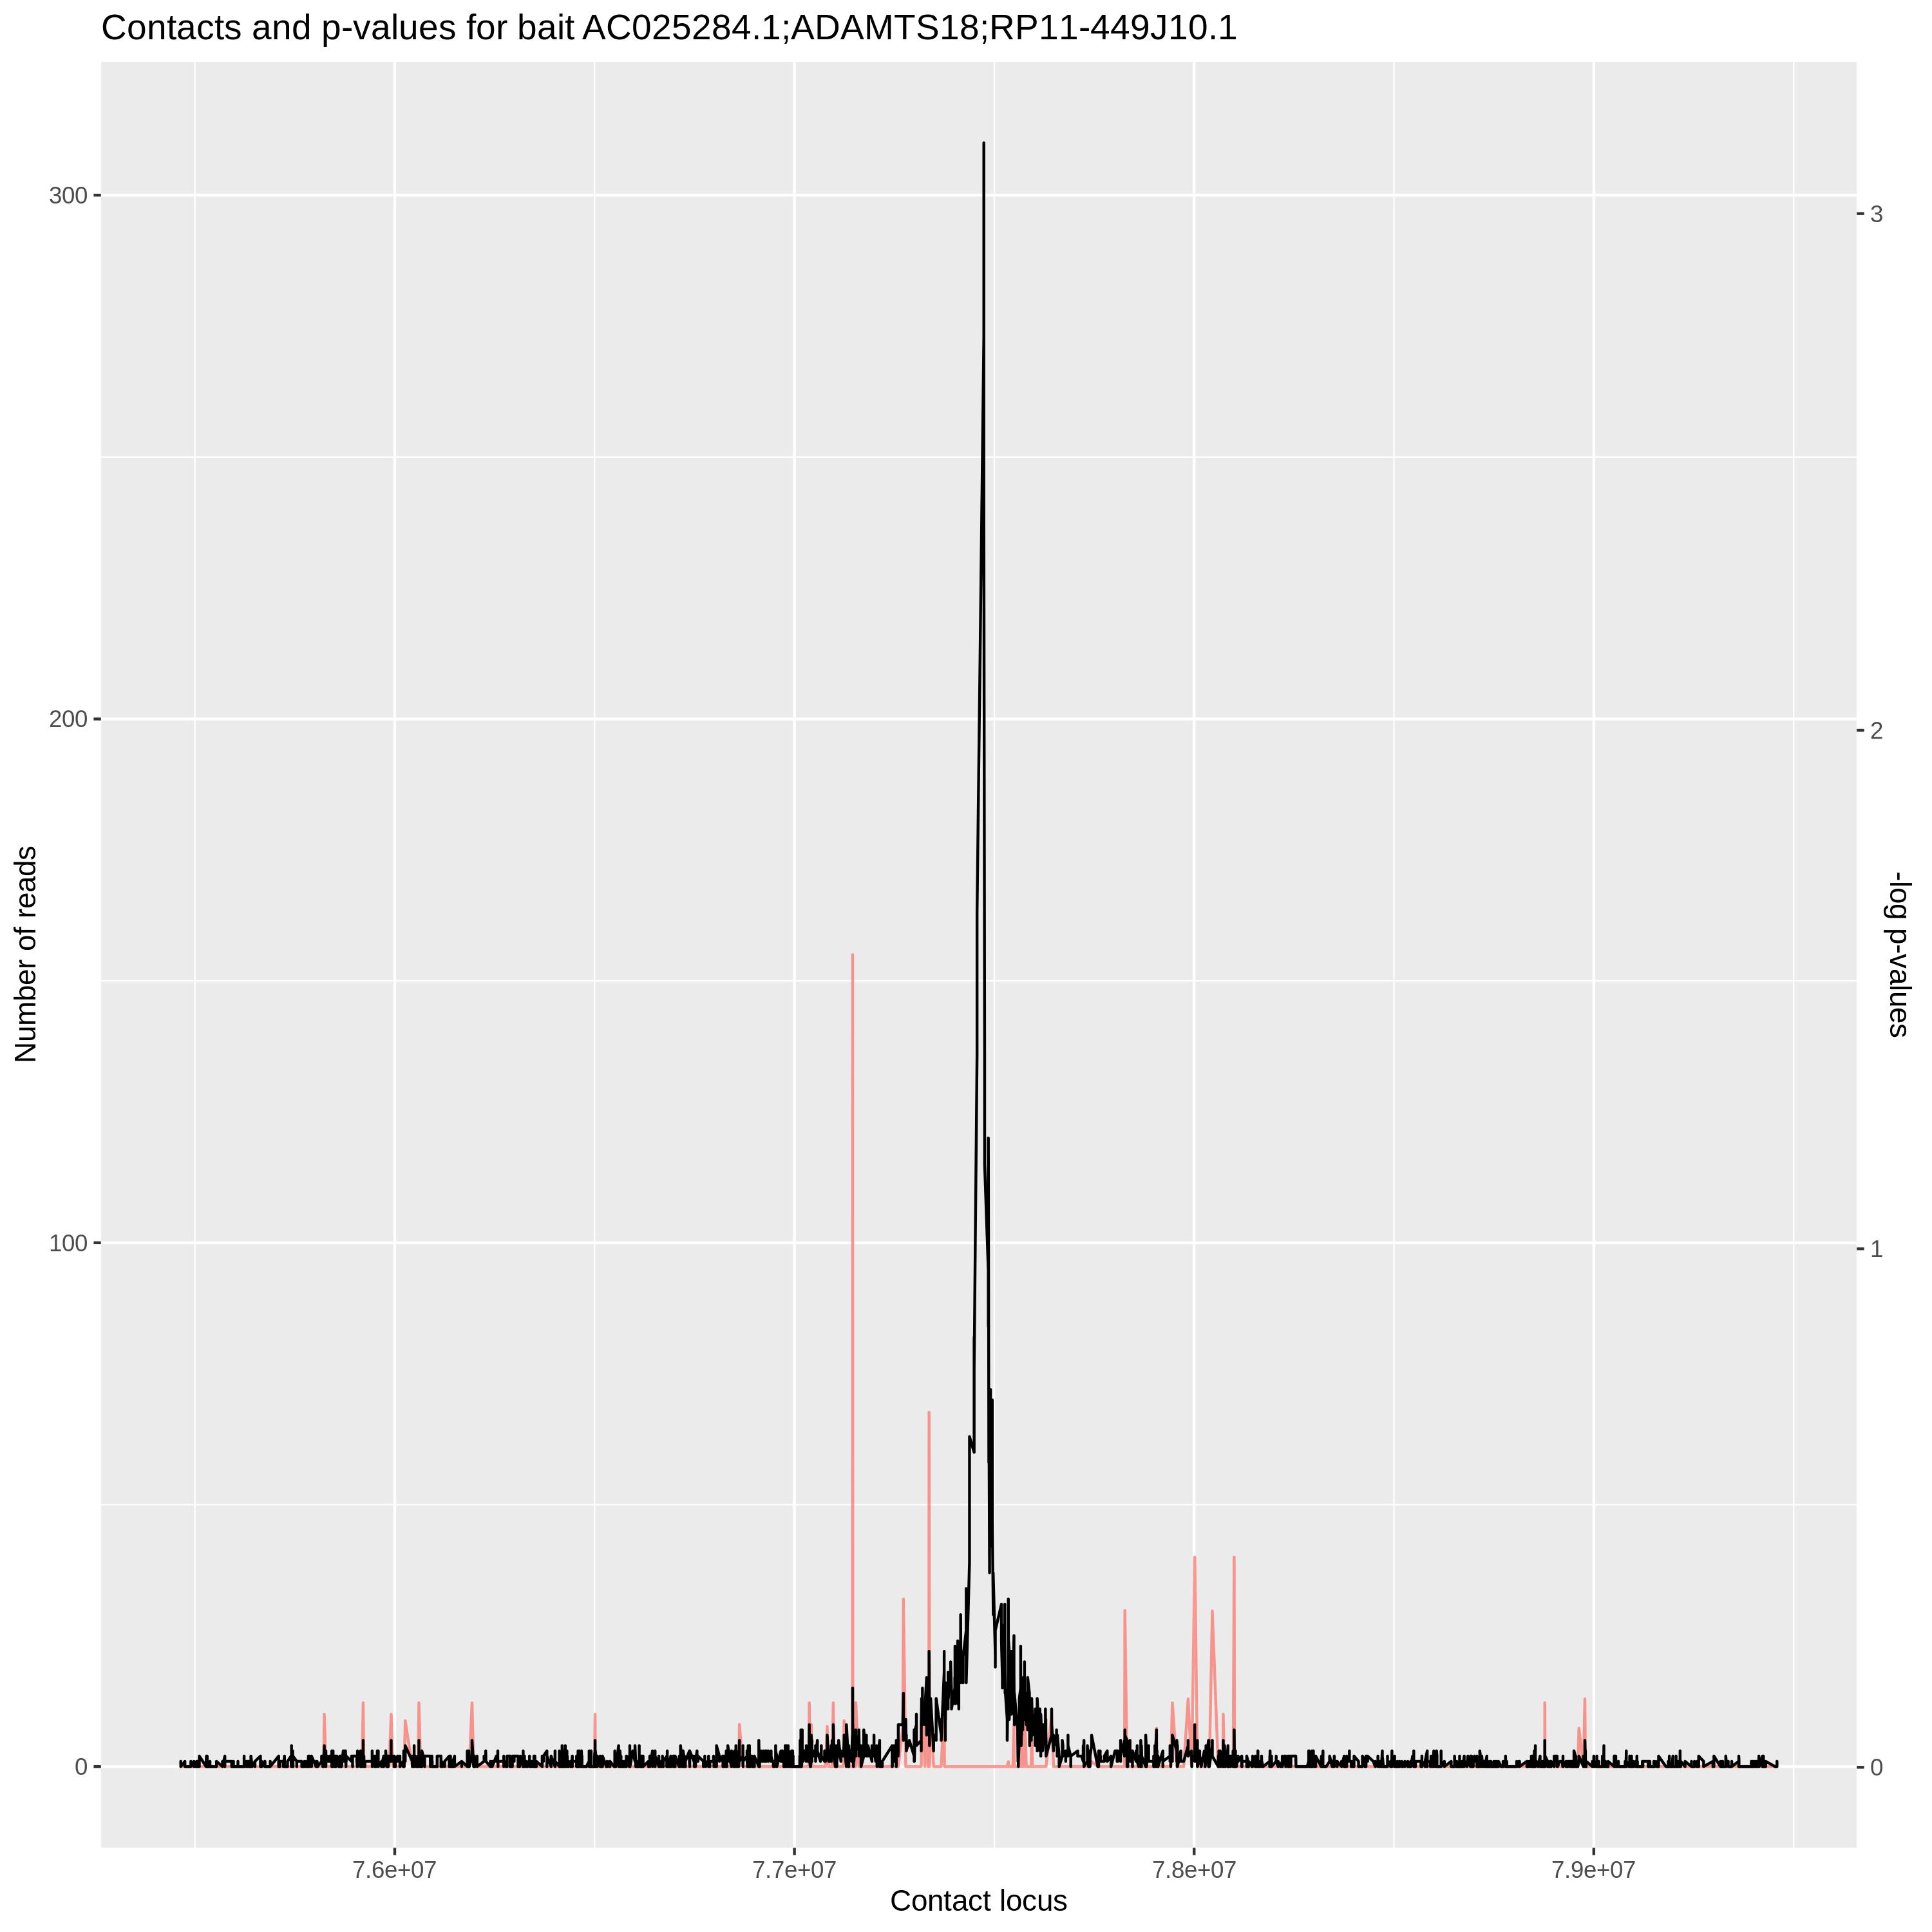 Contacts and p-values for bait AC025284.1;ADAMTS18;RP11-449J10.1
300
200
100
0
Number of reads
3
2
1
0
-log p-values
7.6e+07
7.7e+07
7.8e+07
7.9e+07
Contact locus